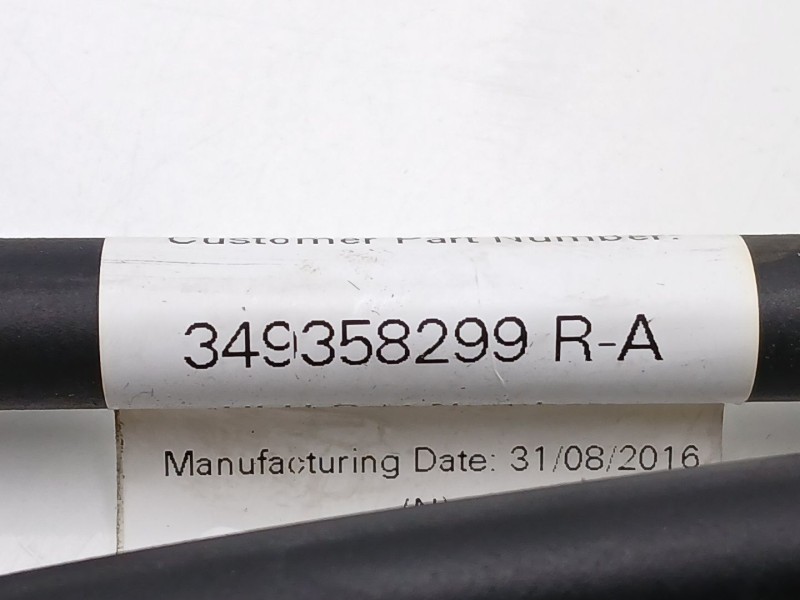 Customer Part Number:
349358299 R-A
Manufacturing Date: 31/08/2016
(N)